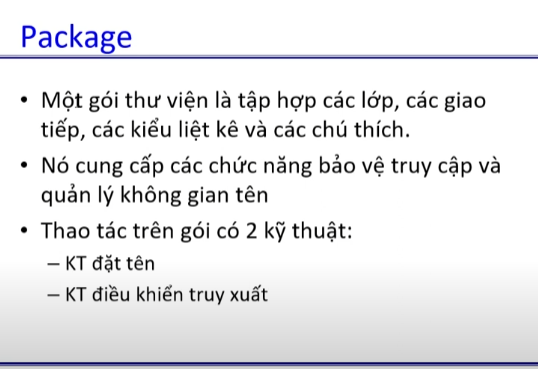 Package
• Một gói thư viện là tập hợp các lớp, các giao
tiếp, các kiểu liệt kê và các chú thích.
• Nó cung cấp các chức năng bảo vệ truy cập và
quản lý không gian tên
• Thao tác trên gói có 2 kỹ thuật:
– KT đặt tên
– KT điều khiển truy xuất